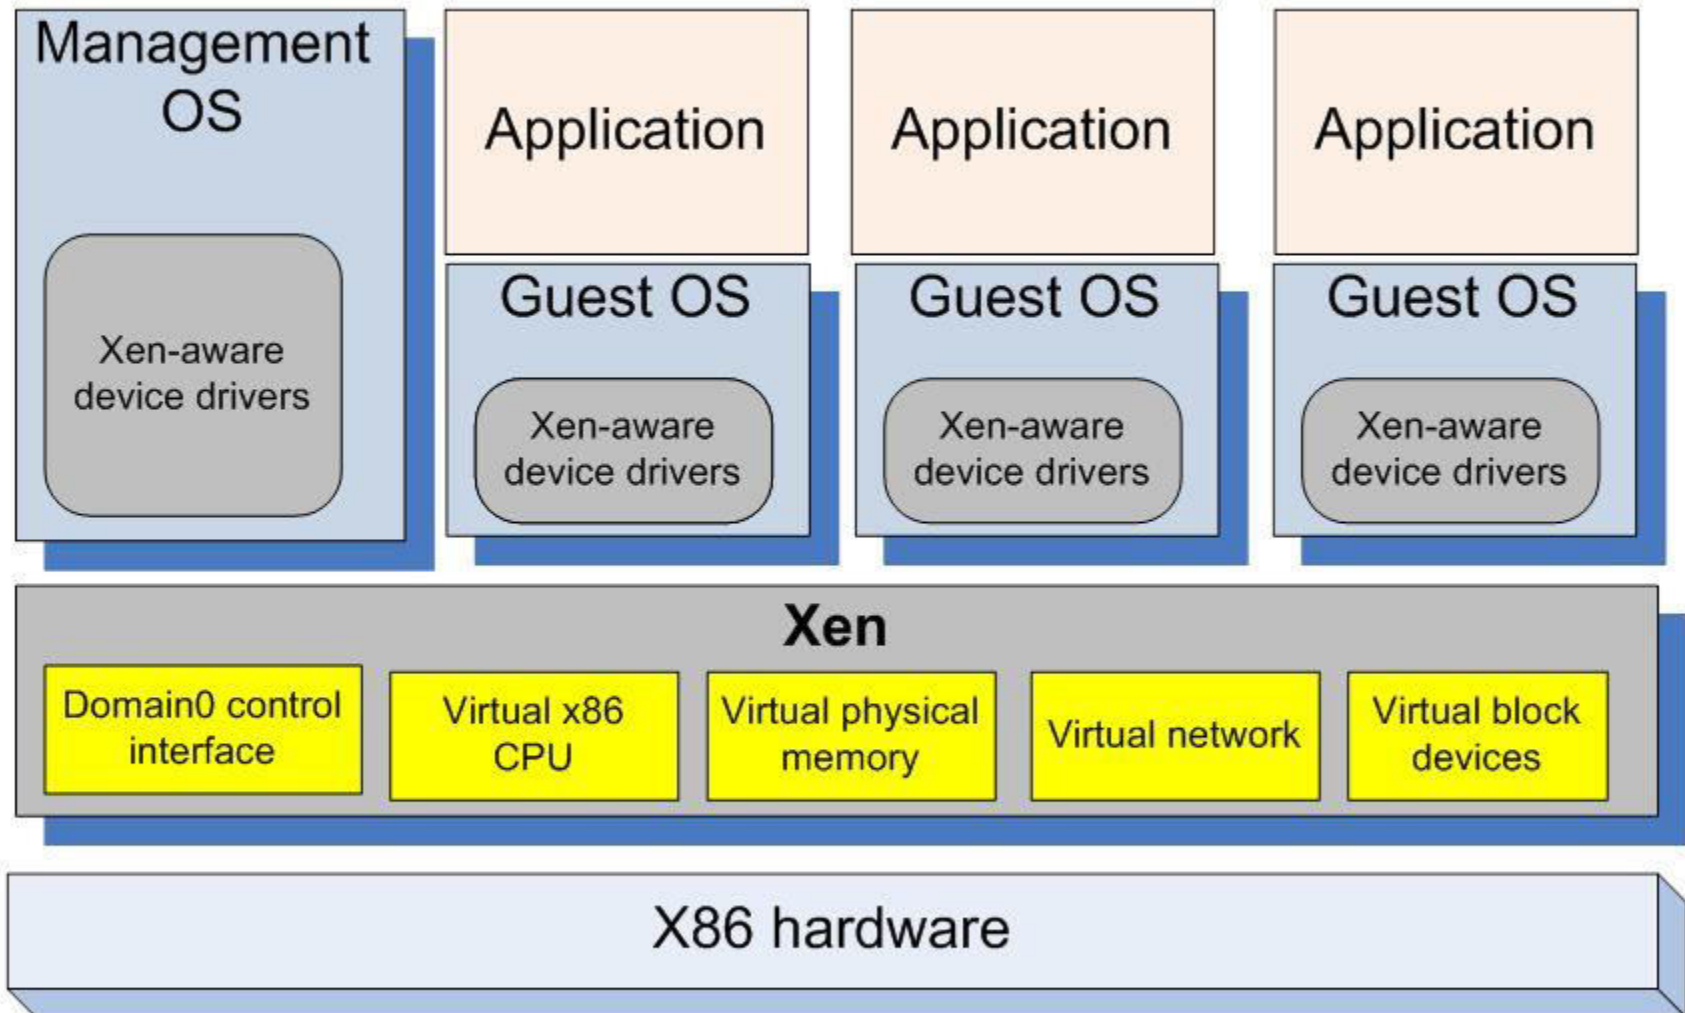 Management
OS
Xen-aware
device drivers
Application
Guest OS
Xen-aware
device drivers
Application
Guest OS
Xen-aware
device drivers
Application
Guest OS
Xen-aware
device drivers
Xen
Domain0 control
interface
Virtual x86
CPU
Virtual physical
memory
Virtual network
Virtual block
devices
X86 hardware